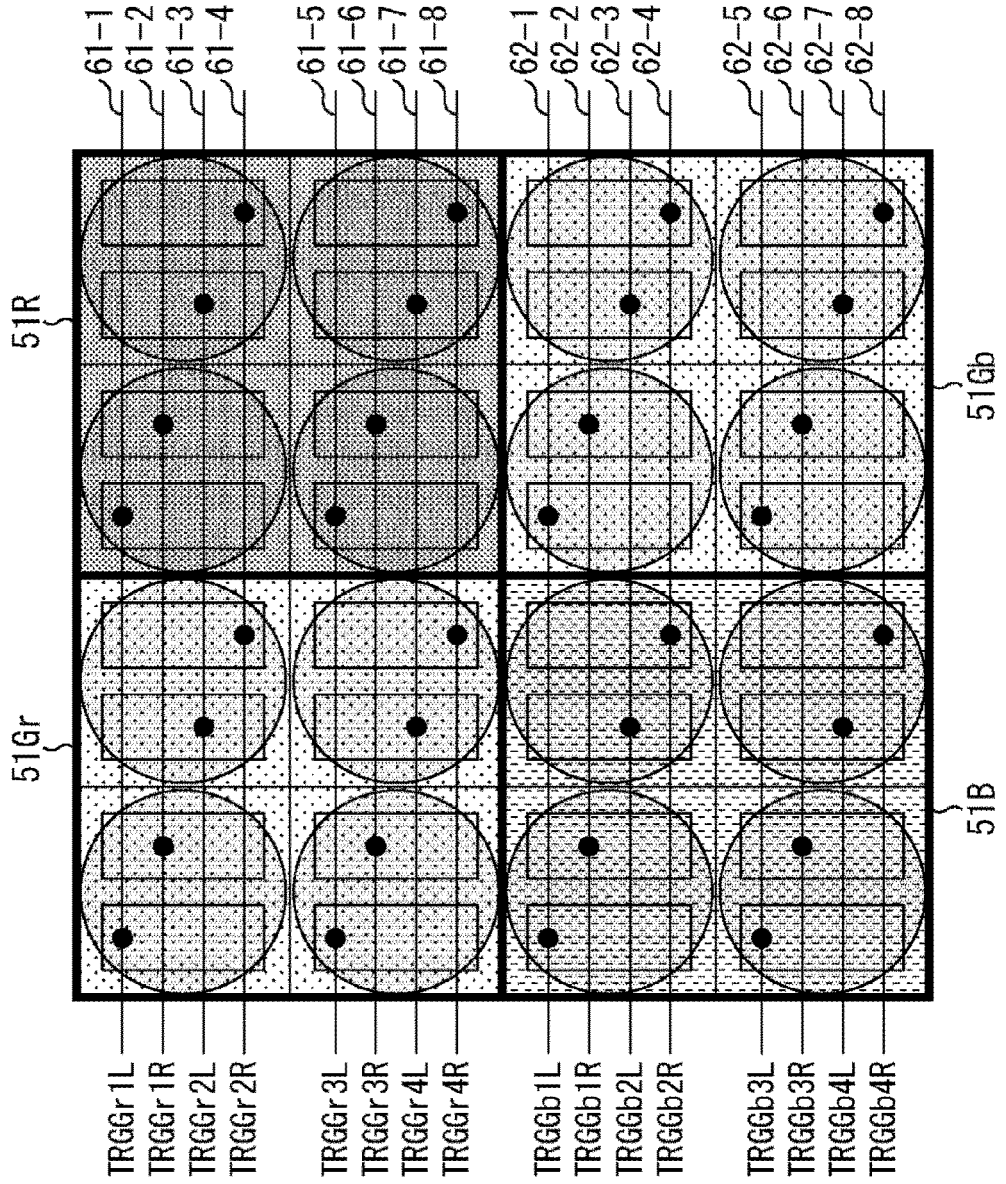 51Gr
51R
TRGGr1L
61-1
TRGGr1R
61-2
TRGGr2L
61-3
TRGGr2R
61-4
TRGGr3L
61-5
TRGGr3R
61-6
TRGGr4L
61-7
TRGGr4R
61-8
TRGGb1L
62-1
TRGGb1R
62-2
TRGGb2L
62-3
TRGGb2R
62-4
TRGGb3L
62-5
TRGGb3R
62-6
TRGGb4L
62-7
TRGGb4R
62-8
51B
51Gb